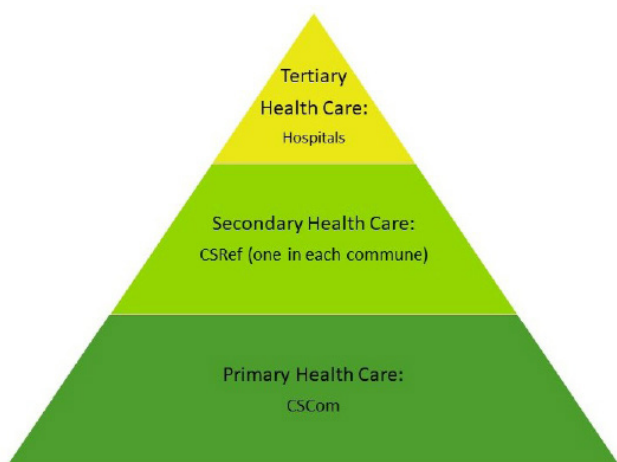 Tertiary
Health Care:
Hospitals
Secondary Health Care:
CSRef (one in each commune)
Primary Health Care:
CSCom